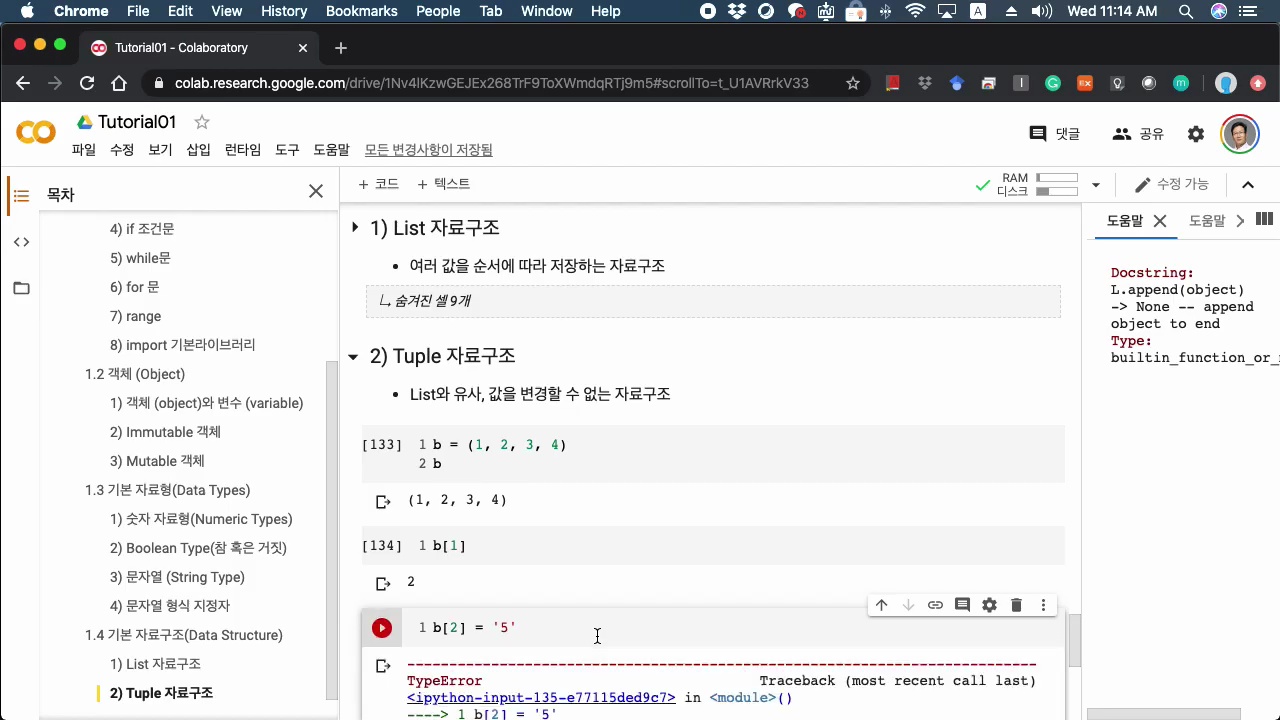 Chrome File Edit View History Bookmarks People Tab Window Help A Wed 11:14 AM
Tutorial01 - Colaboratory
colab.research.google.com/drive/1Nv4lKzwGEJEx268TrF9ToXWmdqRTj9m5#scrollTo=t_U1AVRrkV33
Tutorial01
댓글 공유
파일 수정 보기 삽입 런타임 도구 도움말 모든 변경사항이 저장됨
목차
+ 코드 + 텍스트
RAM
디스크
수정 가능
4) if 조건문
5) while문
6) for 문
7) range
8) import 기본라이브러리
1.2 객체 (Object)
1) 객체 (object)와 변수 (variable)
2) Immutable 객체
3) Mutable 객체
1.3 기본 자료형(Data Types)
1) 숫자 자료형(Numeric Types)
2) Boolean Type(참 혹은 거짓)
3) 문자열 (String Type)
4) 문자열 형식 지정자
1.4 기본 자료구조(Data Structure)
1) List 자료구조
2) Tuple 자료구조
1) List 자료구조
• 여러 값을 순서에 따라 저장하는 자료구조
숨겨진 셀 9개
2) Tuple 자료구조
• List와 유사, 값을 변경할 수 없는 자료구조
[133] 1 b = (1, 2, 3, 4)
2 b
(1, 2, 3, 4)
[134] 1 b[1]
2
1 b[2] = '5'
---------------------------------------------------------------------------
TypeError Traceback (most recent call last)
<ipython-input-135-e77115ded9c7> in <module>()
----> 1 b[2] = '5'
도움말 도움말
Docstring:
L.append(object)
-> None -- append
object to end
Type:
builtin_function_or_